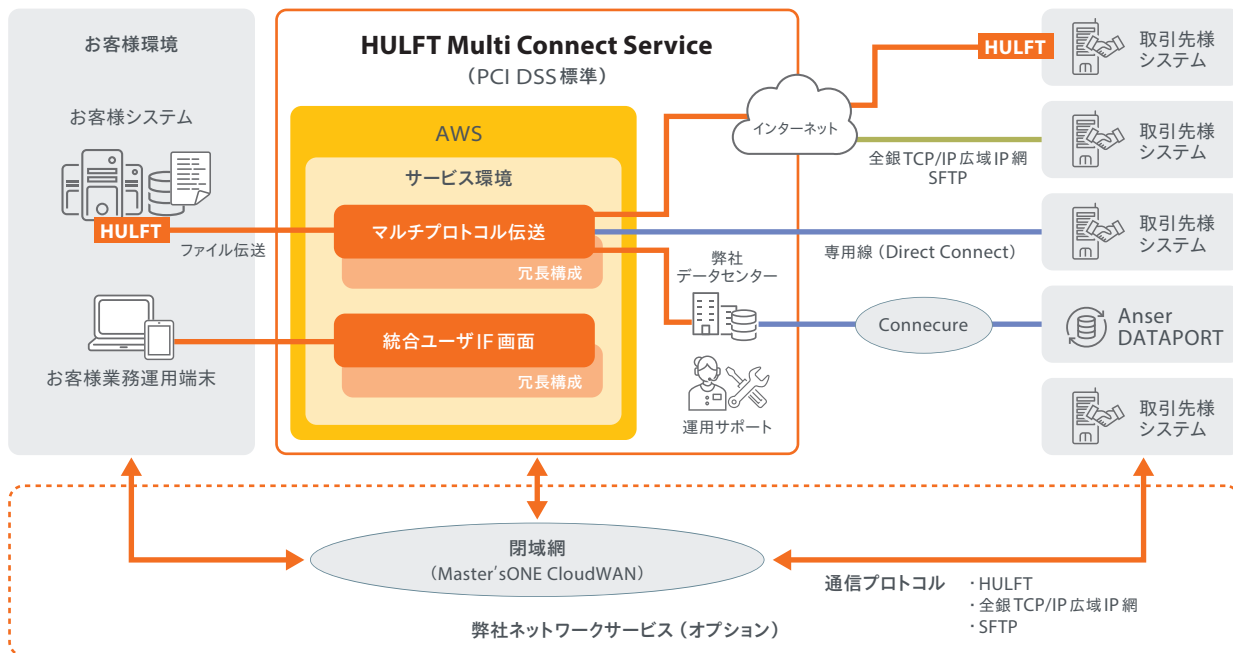 お客様環境
お客様システム
HULFT
ファイル伝送
お客様業務運用端末
HULFT Multi Connect Service
(PCI DSS標準)
AWS
サービス環境
マルチプロトコル伝送
冗長構成
統合ユーザIF画面
冗長構成
弊社
データセンター
運用サポート
インターネット
HULFT
取引先様
システム
全銀TCP/IP広域IP網
SFTP
取引先様
システム
専用線(Direct Connect)
取引先様
システム
Connecure
Anser
DATAPORT
取引先様
システム
閉域網
(Master'sONE CloudWAN)
通信プロトコル ・HULFT
・全銀TCP/IP広域IP網
・SFTP
弊社ネットワークサービス(オプション)